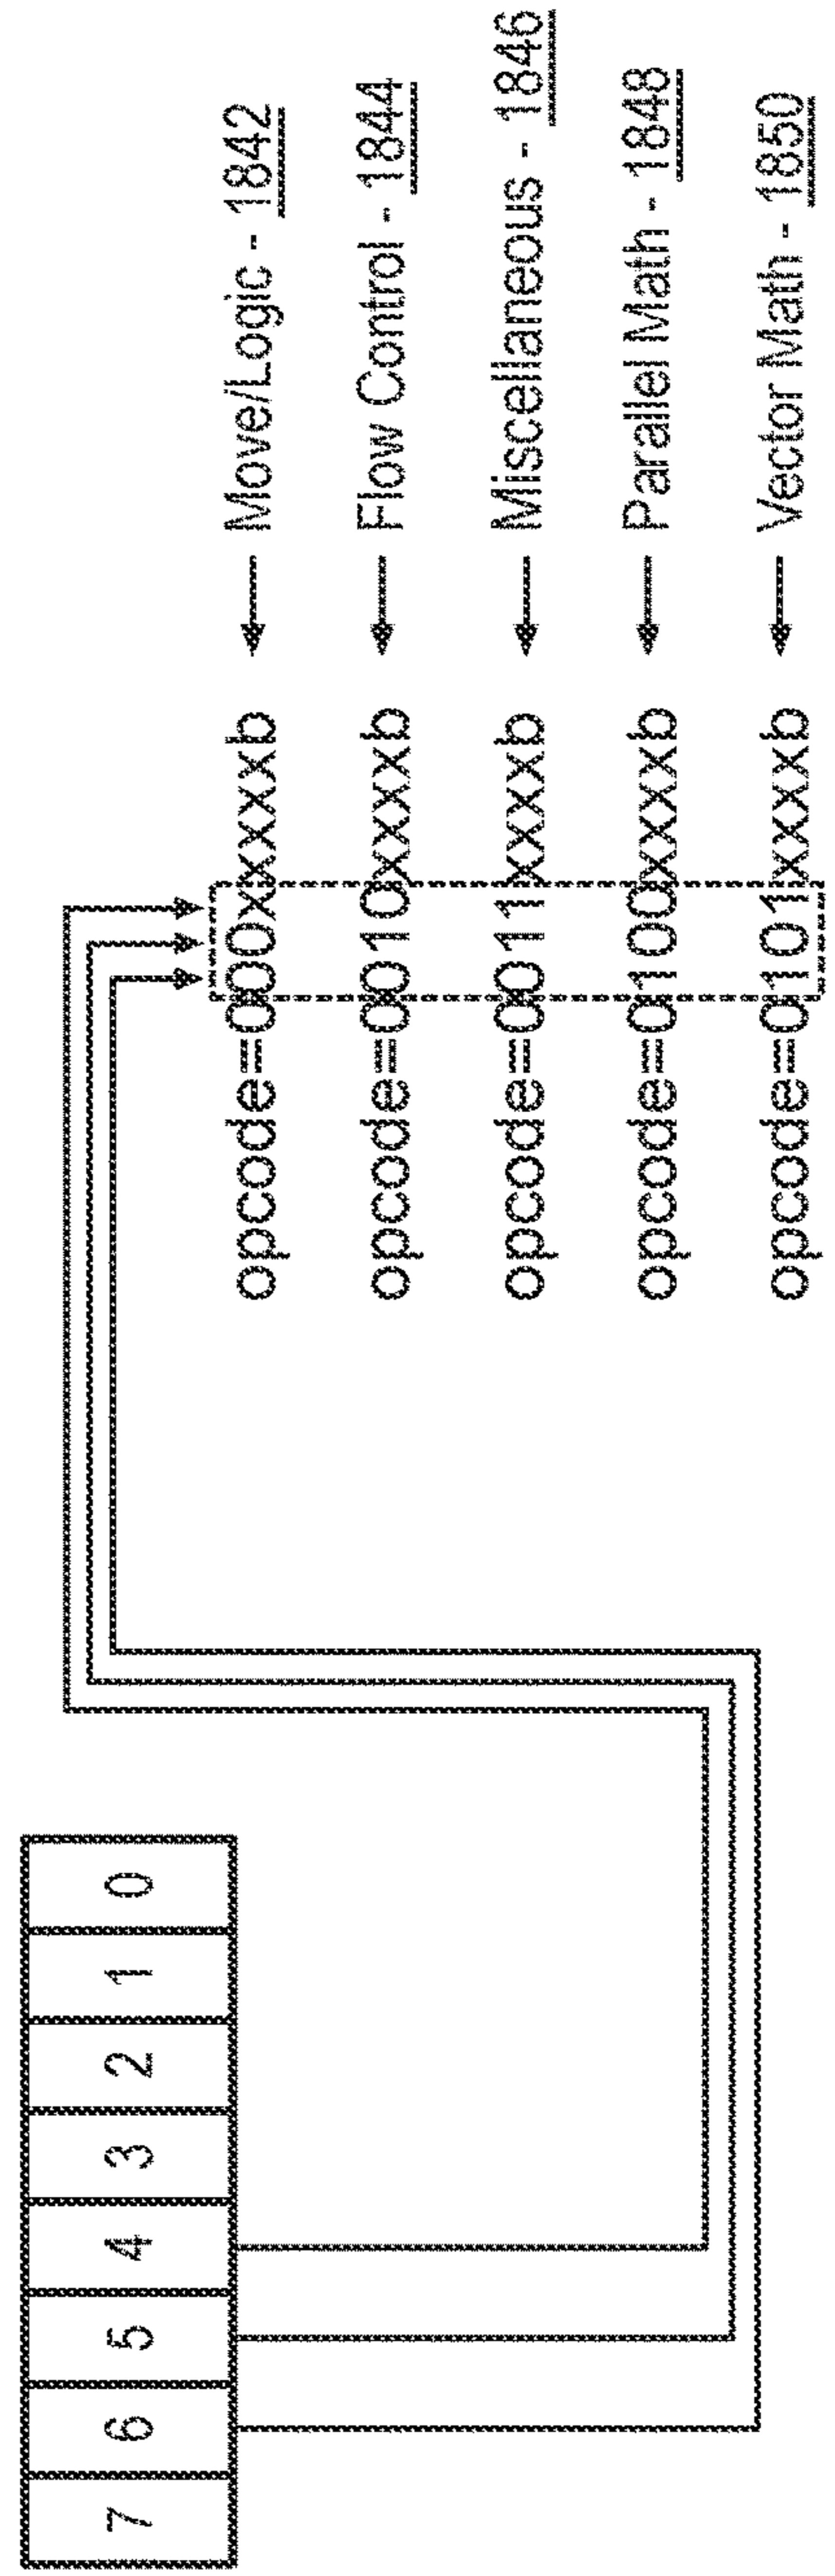 7 6 5 4 3 2 1 0
opcode=000xxxxxb ← Move/Logic - 1842
opcode=0010xxxxb ← Flow Control - 1844
opcode=0011xxxxb ← Miscellaneous - 1846
opcode=0100xxxxb ← Parallel Math - 1848
opcode=0101xxxxb ← Vector Math - 1850